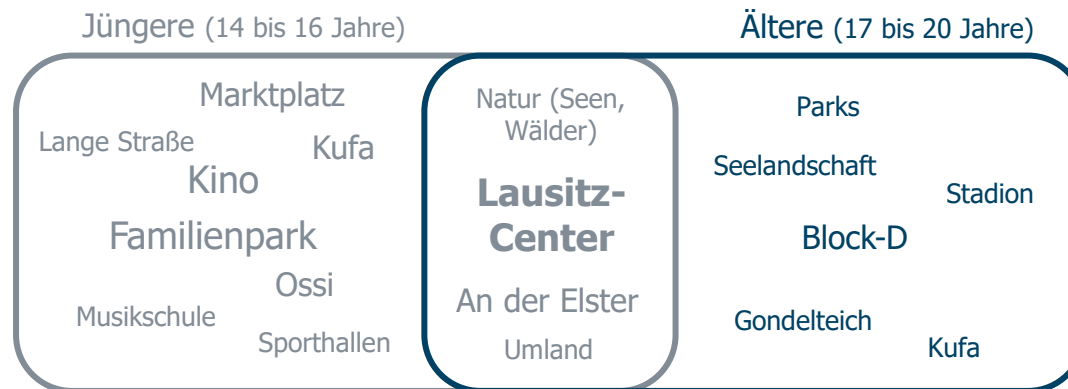 Jüngere (14 bis 16 Jahre)
Ältere (17 bis 20 Jahre)
Marktplatz
Lange Straße
Kufa
Kino
Familienpark
Ossi
Musikschule
Sporthallen
Natur (Seen,
Wälder)
Lausitz-
Center
An der Elster
Umland
Parks
Seelandschaft
Stadion
Block-D
Gondelteich
Kufa